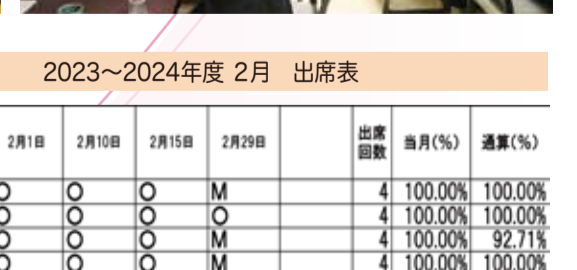 2023〜2024年度 2月　出席表
2月1日 2月10日 2月15日 2月29日 出席回数 当月(%) 通算(%)
O O O M 4 100.00% 100.00%
O O O O 4 100.00% 100.00%
O O O M 4 100.00% 92.71%
O O O M 4 100.00% 100.00%